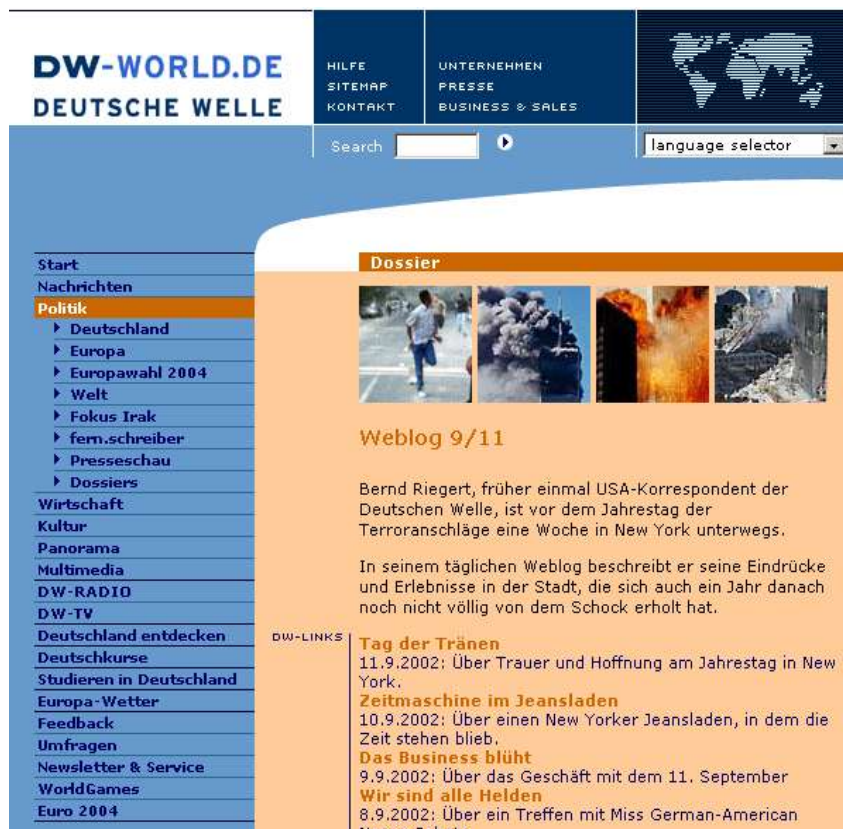 DW-WORLD.DE
DEUTSCHE WELLE
HILFE
SITEMAP
KONTAKT
UNTERNEHMEN
PRESSE
BUSINESS & SALES
Search
language selector
Start
Nachrichten
Politik
Deutschland
Europa
Europawahl 2004
Welt
Fokus Irak
fern.schreiber
Presseschau
Dossiers
Wirtschaft
Kultur
Panorama
Multimedia
DW-RADIO
DW-TV
Deutschland entdecken
Deutschkurse
Studieren in Deutschland
Europa-Wetter
Feedback
Umfragen
Newsletter & Service
WorldGames
Euro 2004
Dossier
Weblog 9/11
Bernd Riegert, früher einmal USA-Korrespondent der
Deutschen Welle, ist vor dem Jahrestag der
Terroranschläge eine Woche in New York unterwegs.
In seinem täglichen Weblog beschreibt er seine Eindrücke
und Erlebnisse in der Stadt, die sich auch ein Jahr danach
noch nicht völlig von dem Schock erholt hat.
DW-LINKS
Tag der Tränen
11.9.2002: Über Trauer und Hoffnung am Jahrestag in New
York.
Zeitmaschine im Jeansladen
10.9.2002: Über einen New Yorker Jeansladen, in dem die
Zeit stehen blieb.
Das Business blüht
9.9.2002: Über das Geschäft mit dem 11. September
Wir sind alle Helden
8.9.2002: Über ein Treffen mit Miss German-American